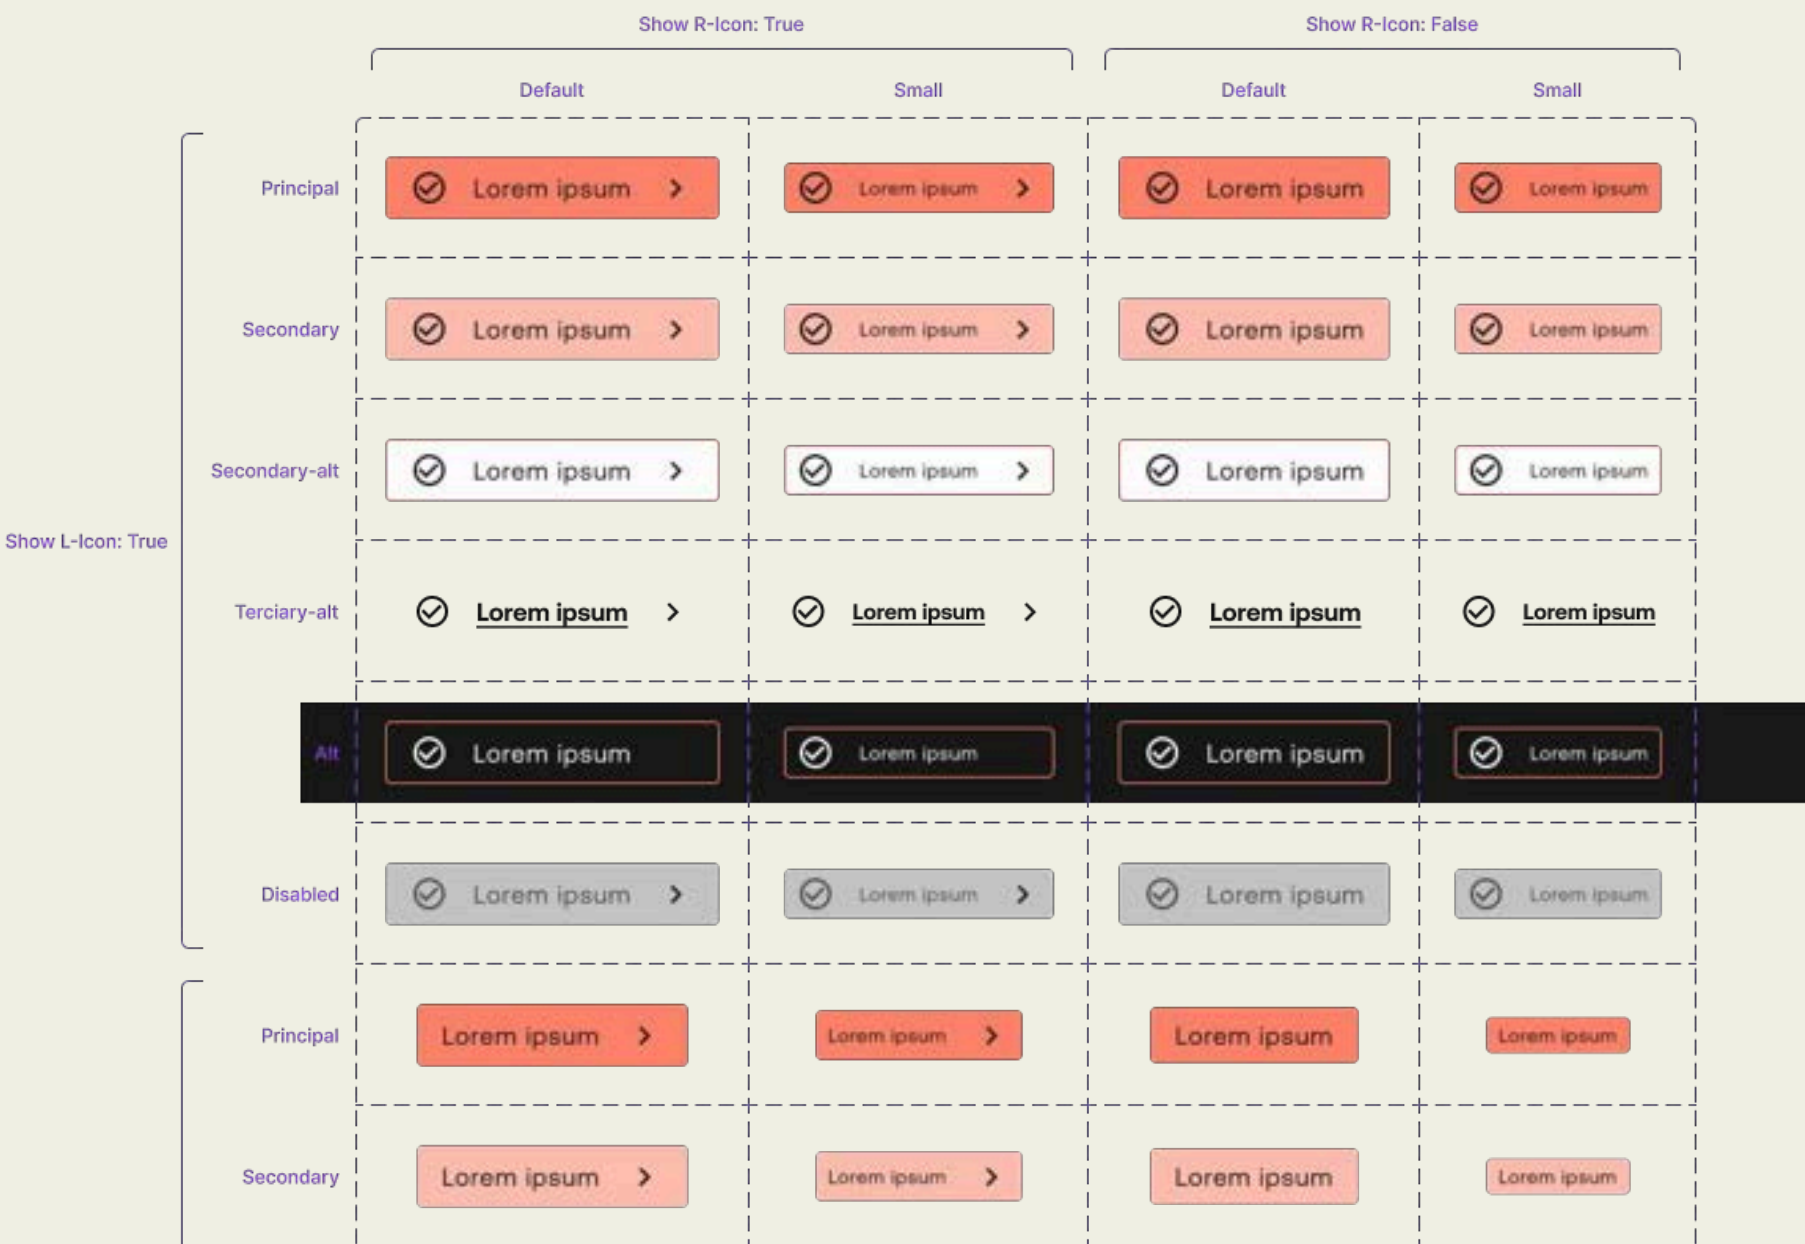 Show R-Icon: True Show R-Icon: False
Default Small Default Small
Principal Lorem ipsum Lorem ipsum Lorem ipsum Lorem ipsum
Secondary Lorem ipsum Lorem ipsum Lorem ipsum Lorem ipsum
Secondary-alt Lorem ipsum Lorem ipsum Lorem ipsum Lorem ipsum
Show L-Icon: True
Terciary-alt Lorem ipsum Lorem ipsum Lorem ipsum Lorem ipsum
Alt Lorem ipsum Lorem ipsum Lorem ipsum Lorem ipsum
Disabled Lorem ipsum Lorem ipsum Lorem ipsum Lorem ipsum
Principal Lorem ipsum Lorem ipsum Lorem ipsum Lorem ipsum
Secondary Lorem ipsum Lorem ipsum Lorem ipsum Lorem ipsum